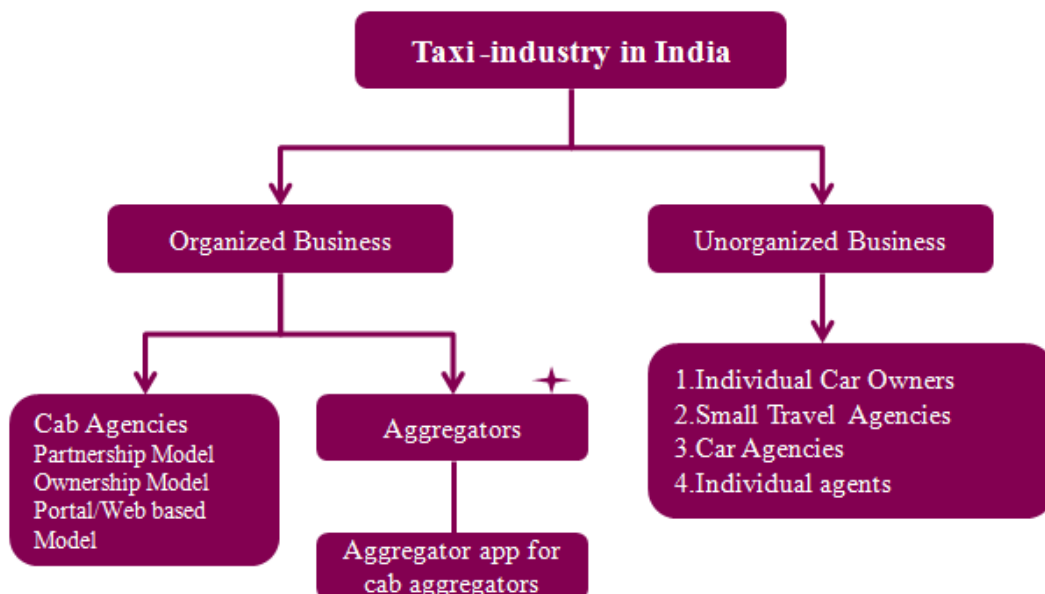 Taxi-industry in India
Organized Business
Unorganized Business
Cab Agencies
Partnership Model
Ownership Model
Portal/Web based
Model
Aggregators
Aggregator app for
cab aggregators
1.Individual Car Owners
2.Small Travel Agencies
3.Car Agencies
4.Individual agents